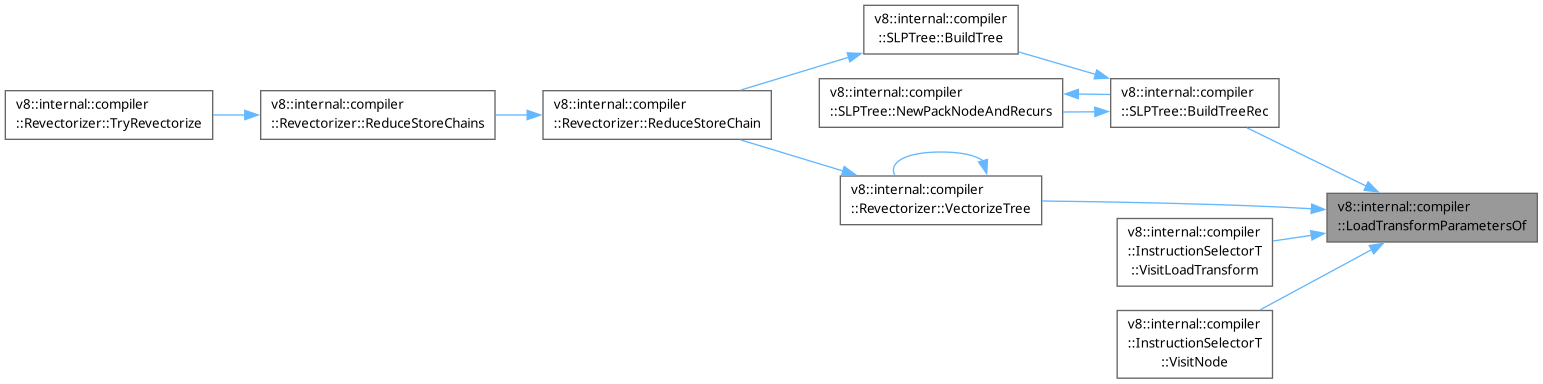 v8::internal::compiler
::SLPTree::BuildTree
v8::internal::compiler
::Revectorizer::TryRevectorize
v8::internal::compiler
::Revectorizer::ReduceStoreChains
v8::internal::compiler
::Revectorizer::ReduceStoreChain
v8::internal::compiler
::SLPTree::NewPackNodeAndRecurs
v8::internal::compiler
::SLPTree::BuildTreeRec
v8::internal::compiler
::Revectorizer::VectorizeTree
v8::internal::compiler
::LoadTransformParametersOf
v8::internal::compiler
::InstructionSelectorT
::VisitLoadTransform
v8::internal::compiler
::InstructionSelectorT
::VisitNode